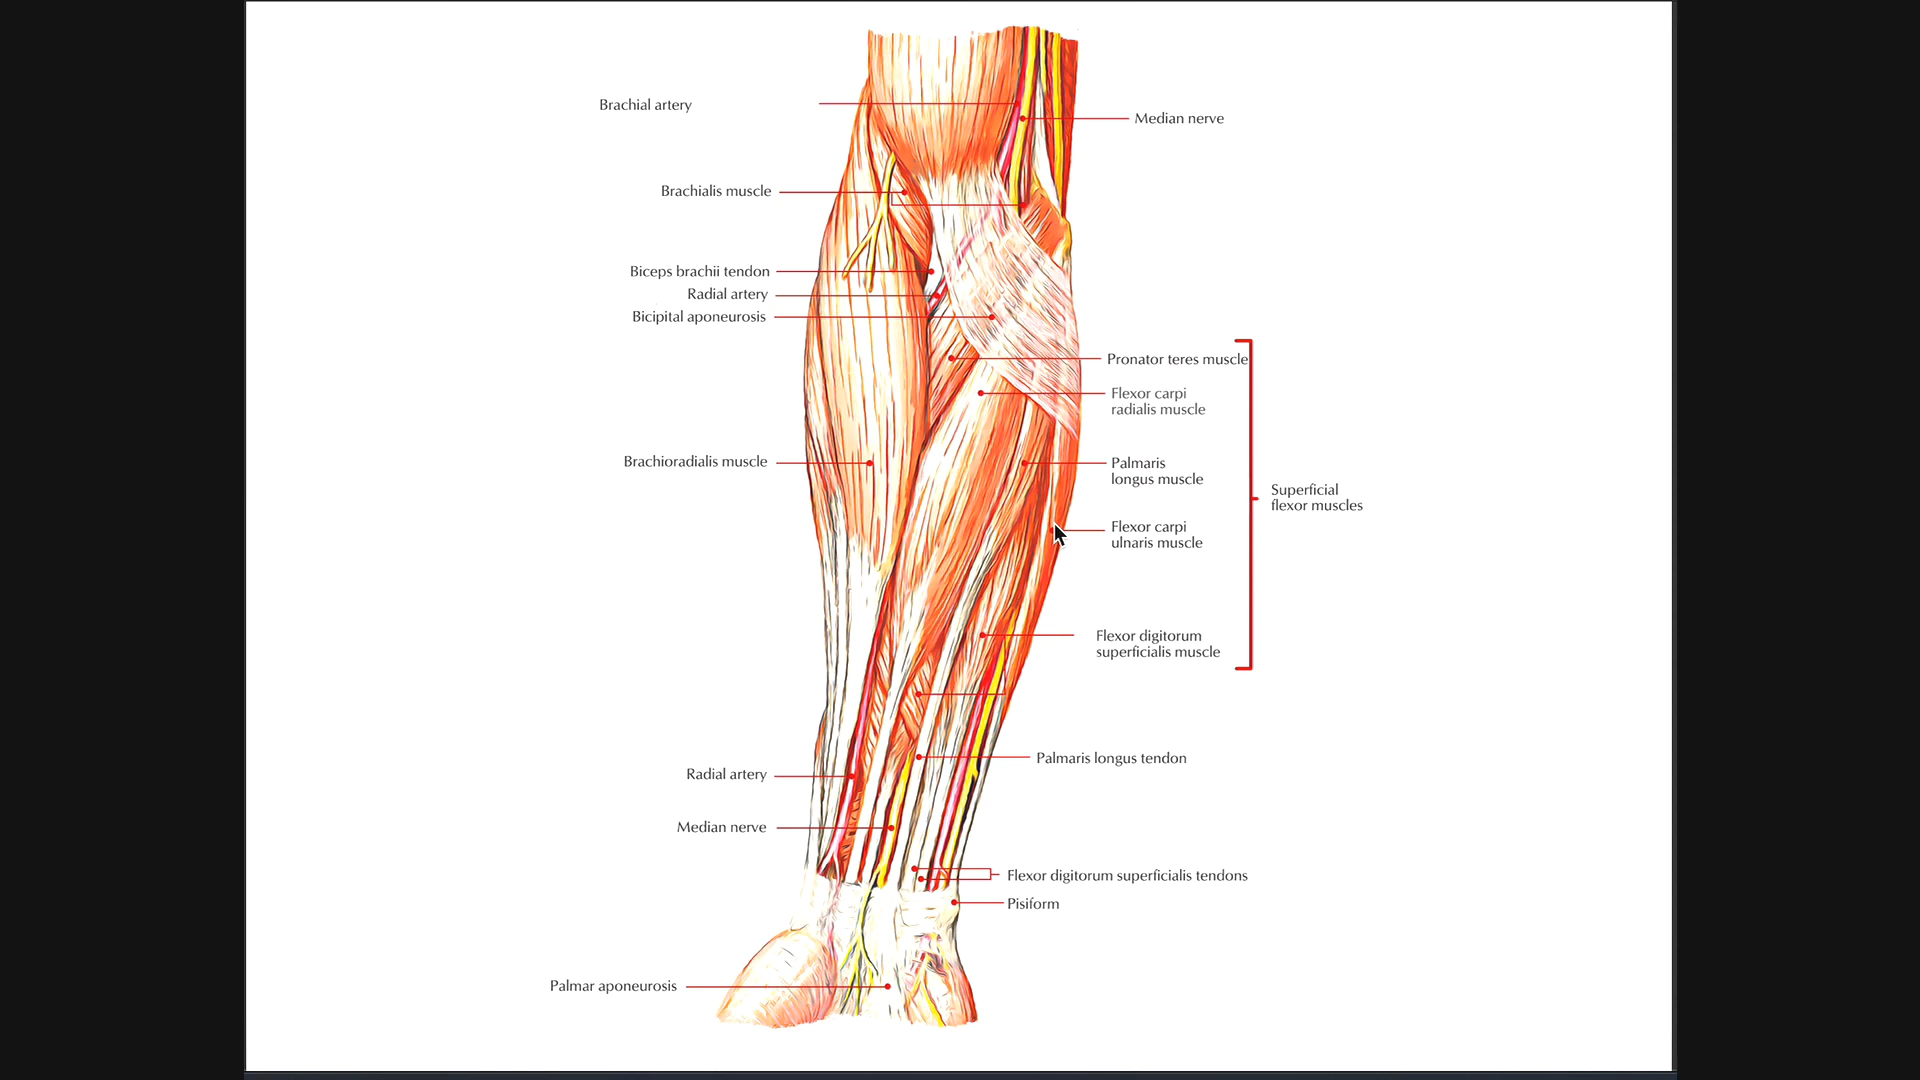 Brachial artery
Median nerve
Brachialis muscle
Biceps brachii tendon
Radial artery
Bicipital aponeurosis
Pronator teres muscle
Flexor carpi
radialis muscle
Brachioradialis muscle
Palmaris
longus muscle
Superficial
flexor muscles
Flexor carpi
ulnaris muscle
Flexor digitorum
superficialis muscle
Palmaris longus tendon
Radial artery
Median nerve
Flexor digitorum superficialis tendons
Pisiform
Palmar aponeurosis